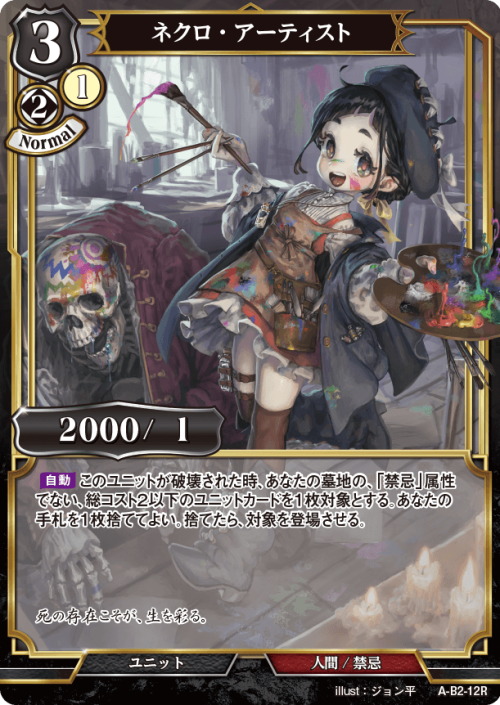 3
ネクロ・アーティスト
2
1
Normal
2000/ 1
自動 このユニットが破壊された時、あなたの墓地の、「禁忌」属性
でない、総コスト2以下のユニットカードを1枚対象とする。あなたの
手札を1枚捨ててよい。捨てたら、対象を登場させる。
死の存在こそが、生を彩る。
ユニット
人間 / 禁忌
illust：ジョン平
A-B2-12R